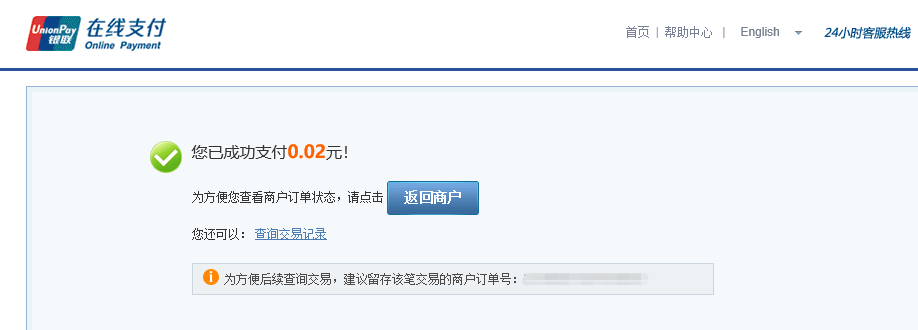 UnionPay 银联 在线支付 Online Payment
首页 | 帮助中心 | English 24小时客服热线
您已成功支付0.02元！
为方便您查看商户订单状态，请点击 返回商户
您还可以： 查询交易记录
i 为方便后续查询交易，建议留存该笔交易的商户订单号：